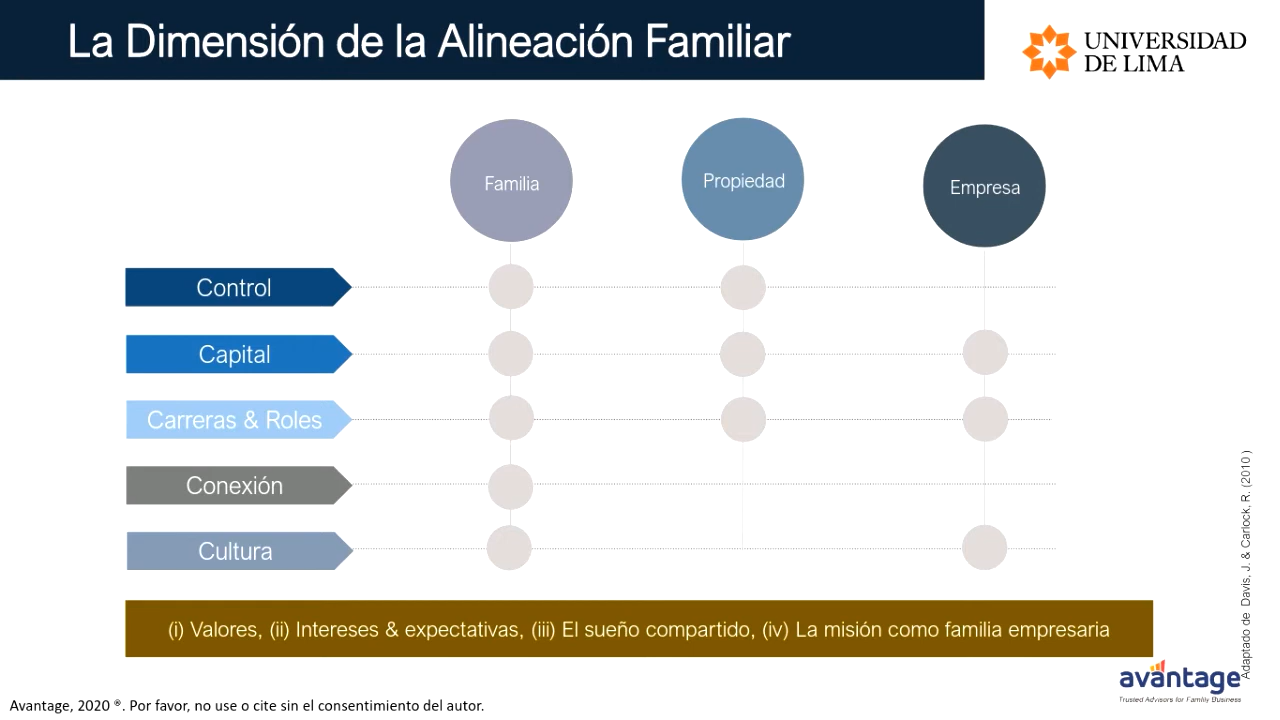 La Dimensión de la Alineación Familiar
UNIVERSIDAD
DE LIMA
Familia
Propiedad
Empresa
Control
Capital
Carreras & Roles
Conexión
Cultura
(i) Valores, (ii) Intereses & expectativas, (iii) El sueño compartido, (iv) La misión como familia empresaria
Adaptado de Davis, J. & Carlock, R. (2010 )
avantage
Trusted Advisors for Family Business
Avantage, 2020 ®. Por favor, no use o cite sin el consentimiento del autor.